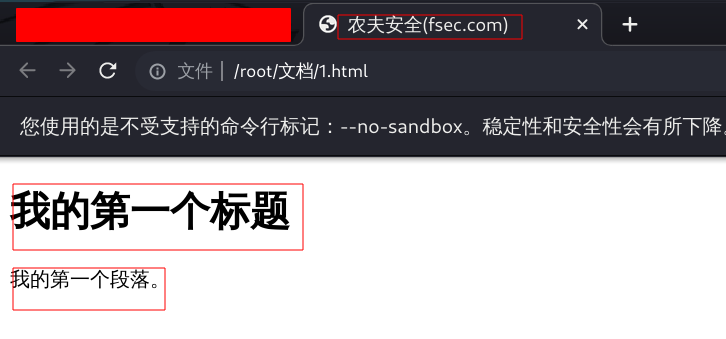 农夫安全(fsec.com)
文件 | /root/文档/1.html
您使用的是不受支持的命令行标记：--no-sandbox。稳定性和安全性会有所下降。
我的第一个标题
我的第一个段落。